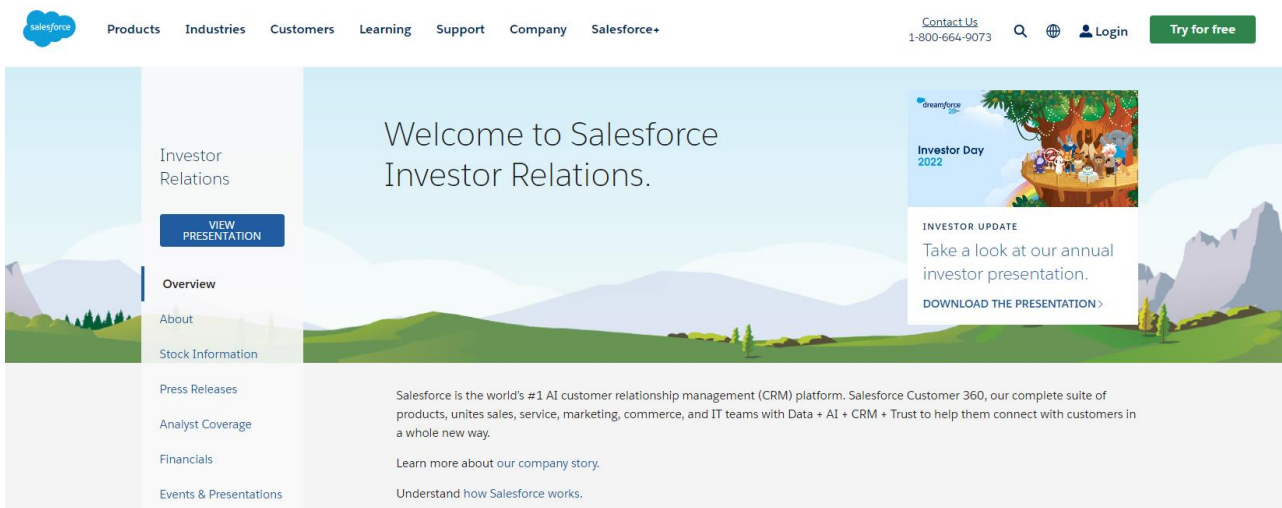 salesforce
Products Industries Customers Learning Support Company Salesforce+
Contact Us
1-800-664-9073
Login
Try for free
Investor
Relations
VIEW
PRESENTATION
Overview
About
Stock Information
Press Releases
Analyst Coverage
Financials
Events & Presentations
Welcome to Salesforce
Investor Relations.
dreamforce
20
Investor Day
2022
INVESTOR UPDATE
Take a look at our annual
investor presentation.
DOWNLOAD THE PRESENTATION >
Salesforce is the world's #1 AI customer relationship management (CRM) platform. Salesforce Customer 360, our complete suite of
products, unites sales, service, marketing, commerce, and IT teams with Data + AI + CRM + Trust to help them connect with customers in
a whole new way.
Learn more about our company story.
Understand how Salesforce works.